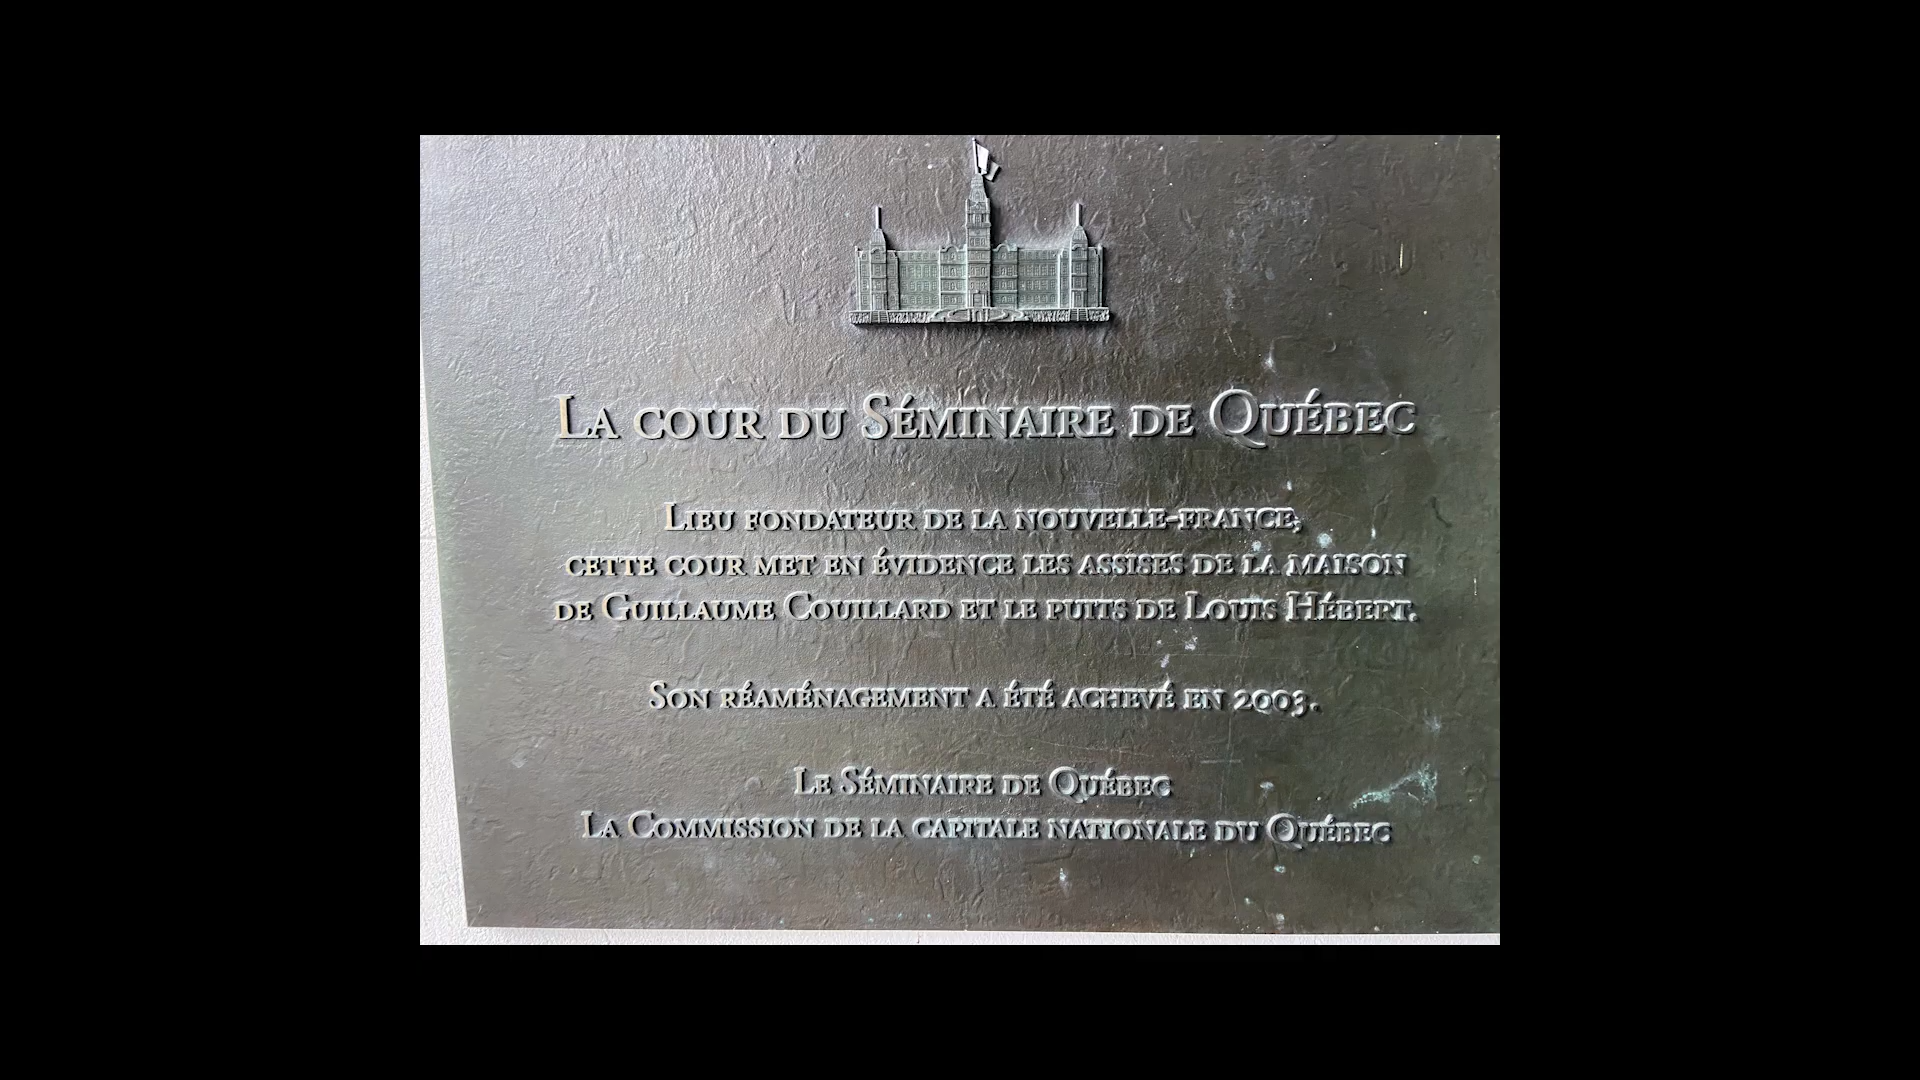 La cour du Séminaire de Québec
Lieu fondateur de la nouvelle-france,
cette cour met en évidence les assises de la maison
de Guillaume Couillard et le puits de Louis Hébert.
Son réaménagement a été achevé en 2003.
Le Séminaire de Québec
La Commission de la capitale nationale du Québec